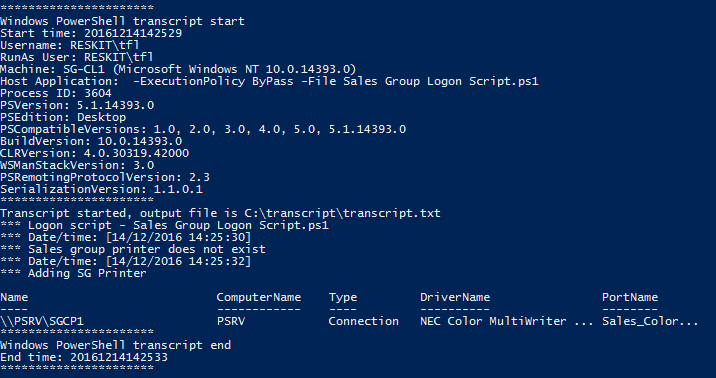 **********************
Windows PowerShell transcript start
Start time: 20161214142529
Username: RESKIT\tfl
RunAs User: RESKIT\tfl
Machine: SG-CL1 (Microsoft Windows NT 10.0.14393.0)
Host Application:  -ExecutionPolicy ByPass -File Sales Group Logon Script.ps1
Process ID: 3604
PSVersion: 5.1.14393.0
PSEdition: Desktop
PSCompatibleVersions: 1.0, 2.0, 3.0, 4.0, 5.0, 5.1.14393.0
BuildVersion: 10.0.14393.0
CLRVersion: 4.0.30319.42000
WSManStackVersion: 3.0
PSRemotingProtocolVersion: 2.3
SerializationVersion: 1.1.0.1
**********************
Transcript started, output file is C:\transcript\transcript.txt
*** Logon script - Sales Group Logon Script.ps1
*** Date/time: [14/12/2016 14:25:30]
*** Sales group printer does not exist
*** Date/time: [14/12/2016 14:25:32]
*** Adding SG Printer
Name                           ComputerName    Type         DriverName                PortName
----                           ------------    ----         ----------                --------
\\PSRV\SGCP1                   PSRV            Connection   NEC Color MultiWriter ... Sales_Color...
**********************
Windows PowerShell transcript end
End time: 20161214142533
**********************